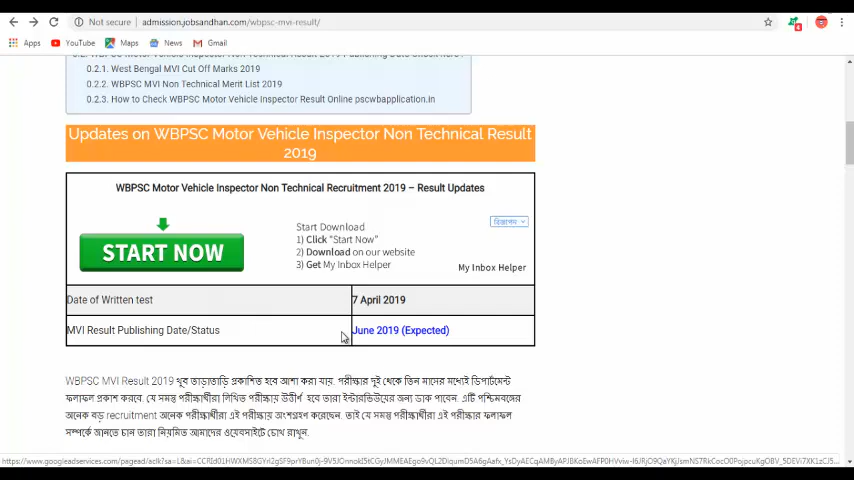 Not secure | admission.jobsandhan.com/wbpsc-mvi-result/
Apps YouTube Maps News Gmail
0.2.1. West Bengal MVI Cut Off Marks 2019
0.2.2. WBPSC MVI Non Technical Merit List 2019
0.2.3. How to Check WBPSC Motor Vehicle Inspector Result Online pscwbapplication.in
Updates on WBPSC Motor Vehicle Inspector Non Technical Result
2019
WBPSC Motor Vehicle Inspector Non Technical Recruitment 2019 – Result Updates
START NOW
Start Download
1) Click "Start Now"
2) Download on our website
3) Get My Inbox Helper
বিজ্ঞাপন
My Inbox Helper
Date of Written test 7 April 2019
MVI Result Publishing Date/Status June 2019 (Expected)
WBPSC MVI Result 2019 খুব তাড়াতাড়ি প্রকাশিত হবে আশা করা যায়. পরীক্ষার দুই থেকে তিন মাসের মধ্যেই ডিপার্টমেন্ট
ফলাফল প্রকাশ করবে. যে সমস্ত পরীক্ষার্থীরা লিখিত পরীক্ষায় উত্তীর্ণ হবে তারা ইন্টারভিউয়ের জন্য ডাক পাবেন. এটি পশ্চিমবঙ্গের
অনেক বড় recruitment অনেক পরীক্ষার্থীরা এই পরীক্ষায় অংশগ্রহণ করেছেন. তাই যে সমস্ত পরীক্ষার্থীরা এই পরীক্ষার ফলাফল
সম্পর্কে জানতে চান তারা নিয়মিত আমাদের ওয়েবসাইটে চোখ রাখুন.